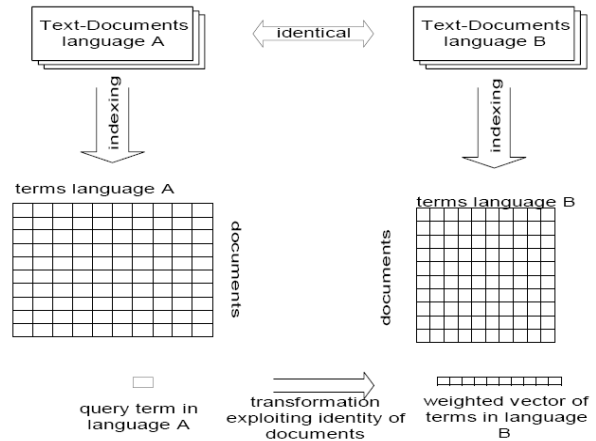 Text-Documents
language A
identical
Text-Documents
language B
indexing
indexing
terms language A
terms language B
documents
documents
query term in
language A
transformation
exploiting identity of
documents
weighted vector of
terms in language
B